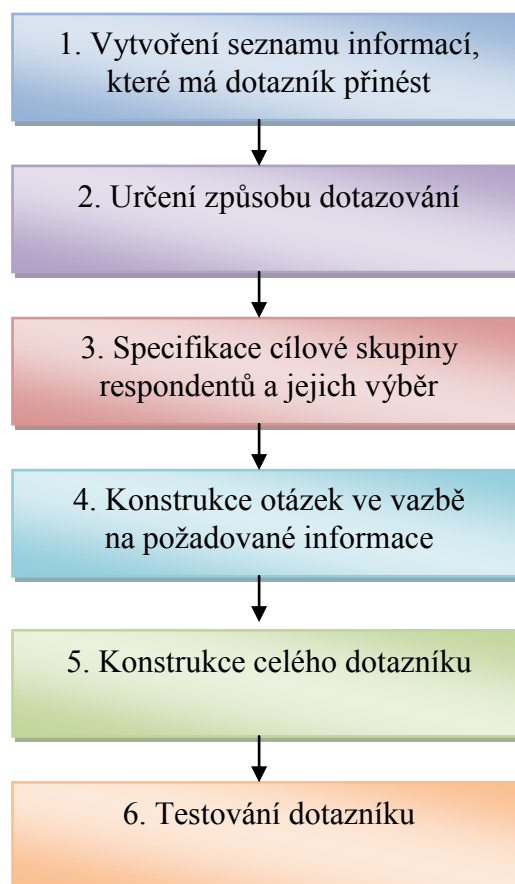 1. Vytvoření seznamu informací,
které má dotazník přinést
2. Určení způsobu dotazování
3. Specifikace cílové skupiny
respondentů a jejich výběr
4. Konstrukce otázek ve vazbě
na požadované informace
5. Konstrukce celého dotazníku
6. Testování dotazníku